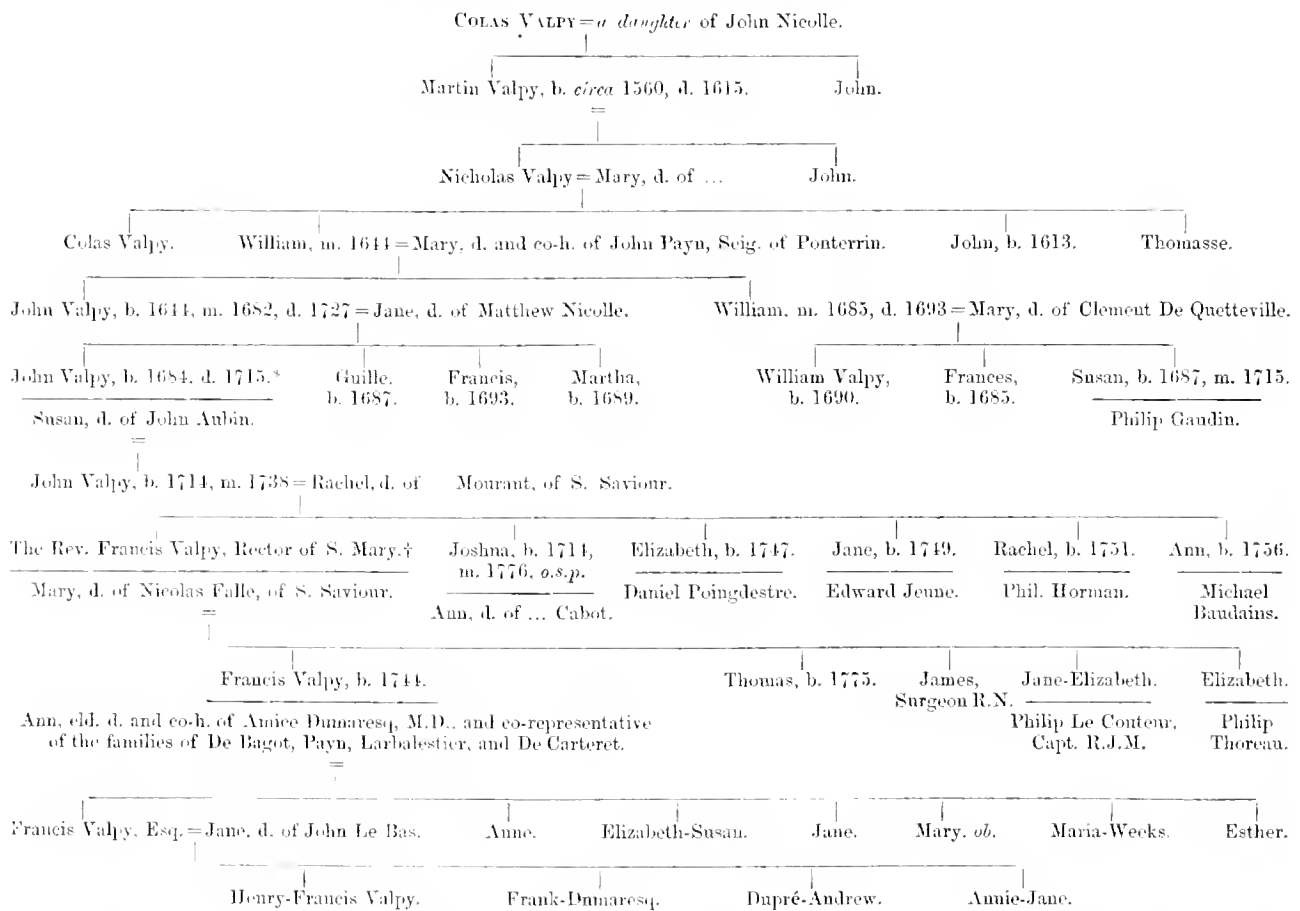 COLAS VALPY = a daughter of John Nicolle.
Martin Valpy, b. circa 1560, d. 1615. John.
=
Nicholas Valpy = Mary, d. of ... John.
Colas Valpy. William, m. 1644 = Mary, d. and co-h. of John Payn, Seig. of Ponterrin. John, b. 1613. Thomasse.
John Valpy, b. 1644, m. 1682, d. 1727 = Jane, d. of Matthew Nicolle. William, m. 1685, d. 1693 = Mary, d. of Clement De Quetteville.
John Valpy, b. 1684. d. 1715.* Guille. Francis, Martha, William Valpy, Frances, Susan, b. 1687, m. 1715.
b. 1687. b. 1693. b. 1689. b. 1690. b. 1685.
Susan, d. of John Aubin. Philip Gaudin.
=
John Valpy, b. 1714, m. 1738 = Rachel, d. of Mourant, of S. Saviour.
The Rev. Francis Valpy, Rector of S. Mary.† Joshua, b. 1714, Elizabeth, b. 1747. Jane, b. 1749. Rachel, b. 1751. Ann, b. 1756.
m. 1776, o.s.p.
Mary, d. of Nicolas Falle, of S. Saviour. Daniel Poingdestre. Edward Jeune. Phil. Horman. Michael
= Ann, d. of ... Cabot. Baudains.
Francis Valpy, b. 1744. Thomas, b. 1775. James, Jane-Elizabeth. Elizabeth.
Surgeon R.N.
Ann, eld. d. and co-h. of Amice Dumaresq, M.D., and co-representative Philip Le Couteur, Philip
of the families of De Bagot, Payn, Larbalestier, and De Carteret. Capt. R.J.M. Thoreau.
=
Francis Valpy, Esq. = Jane, d. of John Le Bas. Anne. Elizabeth-Susan. Jane. Mary. ob. Maria-Weeks. Esther.
Henry-Francis Valpy. Frank-Dumaresq. Dupré-Andrew. Annie-Jane.